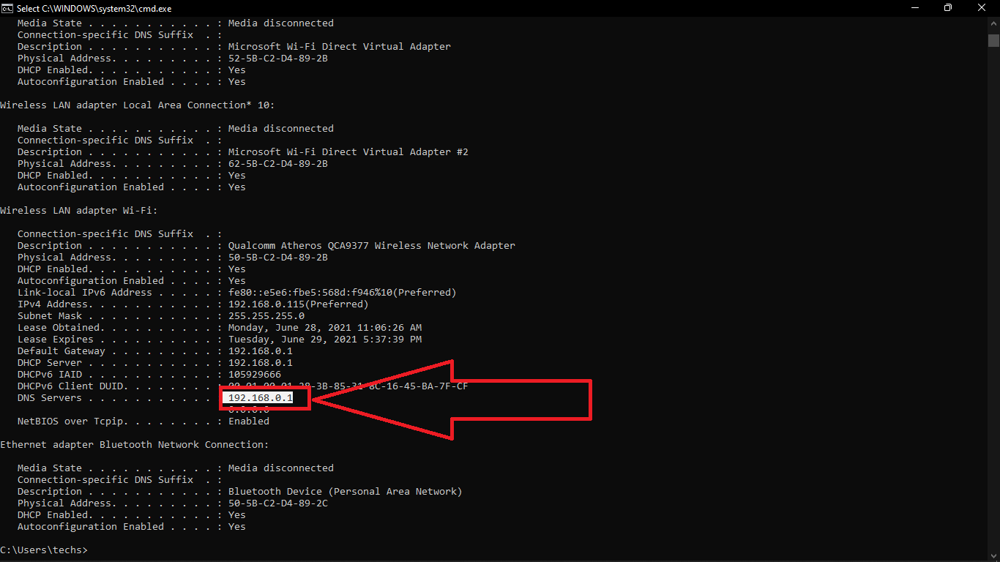 Select C:\WINDOWS\system32\cmd.exe
Media State . . . . . . . . . . . : Media disconnected
Connection-specific DNS Suffix  . :
Description . . . . . . . . . . . : Microsoft Wi-Fi Direct Virtual Adapter
Physical Address. . . . . . . . . : 52-5B-C2-D4-89-2B
DHCP Enabled. . . . . . . . . . . : Yes
Autoconfiguration Enabled . . . . : Yes
Wireless LAN adapter Local Area Connection* 10:
Media State . . . . . . . . . . . : Media disconnected
Connection-specific DNS Suffix  . :
Description . . . . . . . . . . . : Microsoft Wi-Fi Direct Virtual Adapter #2
Physical Address. . . . . . . . . : 62-5B-C2-D4-89-2B
DHCP Enabled. . . . . . . . . . . : Yes
Autoconfiguration Enabled . . . . : Yes
Wireless LAN adapter Wi-Fi:
Connection-specific DNS Suffix  . :
Description . . . . . . . . . . . : Qualcomm Atheros QCA9377 Wireless Network Adapter
Physical Address. . . . . . . . . : 50-5B-C2-D4-89-2B
DHCP Enabled. . . . . . . . . . . : Yes
Autoconfiguration Enabled . . . . : Yes
Link-local IPv6 Address . . . . . : fe80::e5e6:fbe5:568d:f946%10(Preferred)
IPv4 Address. . . . . . . . . . . : 192.168.0.115(Preferred)
Subnet Mask . . . . . . . . . . . : 255.255.255.0
Lease Obtained. . . . . . . . . . : Monday, June 28, 2021 11:06:26 AM
Lease Expires . . . . . . . . . . : Tuesday, June 29, 2021 5:37:39 PM
Default Gateway . . . . . . . . . : 192.168.0.1
DHCP Server . . . . . . . . . . . : 192.168.0.1
DHCPv6 IAID . . . . . . . . . . . : 105929666
DHCPv6 Client DUID. . . . . . . . : 00-01-00-01-28-3B-85-31-8C-16-45-BA-7F-CF
DNS Servers . . . . . . . . . . . 192.168.0.1
0.0.0.0
NetBIOS over Tcpip. . . . . . . . : Enabled
Ethernet adapter Bluetooth Network Connection:
Media State . . . . . . . . . . . : Media disconnected
Connection-specific DNS Suffix  . :
Description . . . . . . . . . . . : Bluetooth Device (Personal Area Network)
Physical Address. . . . . . . . . : 50-5B-C2-D4-89-2C
DHCP Enabled. . . . . . . . . . . : Yes
Autoconfiguration Enabled . . . . : Yes
C:\Users\techs>